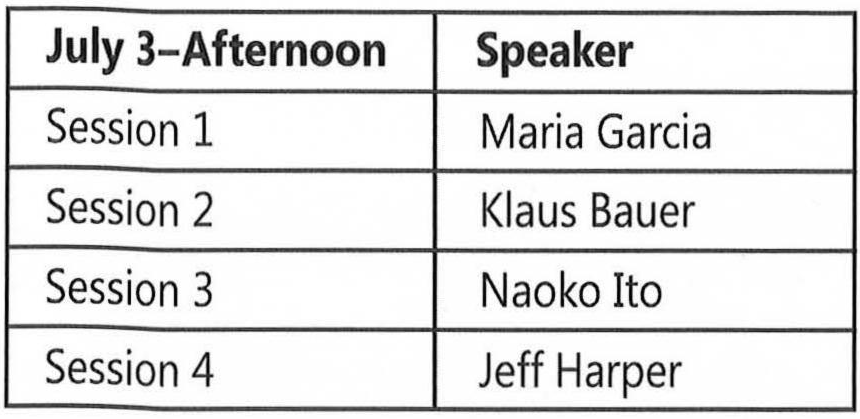 July 3–Afternoon Speaker
Session 1 Maria Garcia
Session 2 Klaus Bauer
Session 3 Naoko Ito
Session 4 Jeff Harper